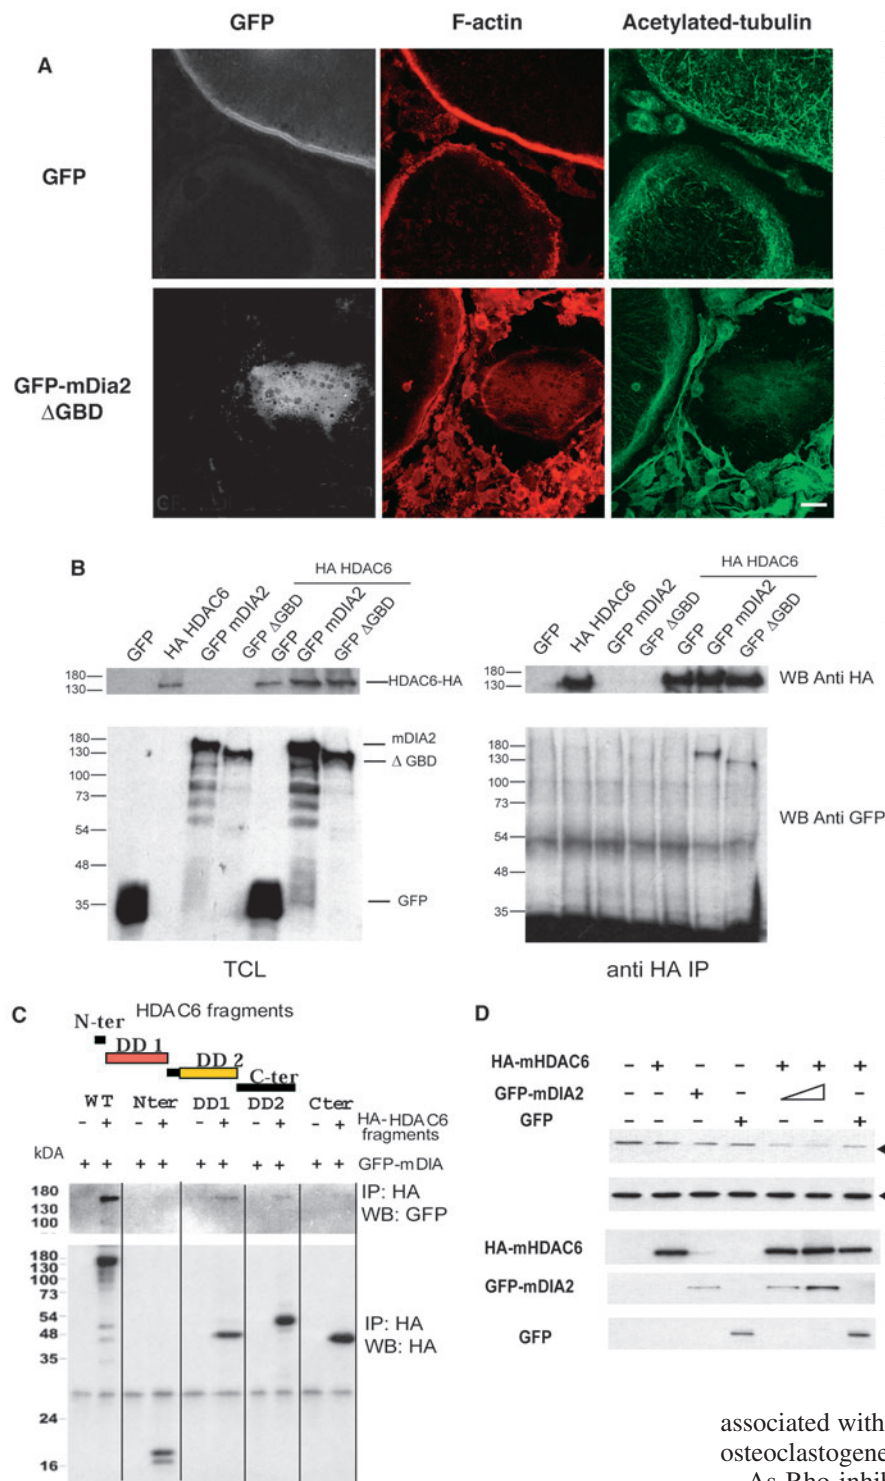 GFP F-actin Acetylated-tubulin
A
GFP
GFP-mDia2
ΔGBD
B
HA HDAC6
GFP
HA HDAC6
GFP mDIA2
GFP ΔGBD
GFP
GFP mDIA2
GFP ΔGBD
180
130
HDAC6-HA
180
130
100
73
54
48
35
mDIA2
Δ GBD
GFP
TCL
HA HDAC6
GFP
HA HDAC6
GFP mDIA2
GFP ΔGBD
GFP
GFP mDIA2
GFP ΔGBD
180
130
WB Anti HA
180
130
100
73
54
48
35
WB Anti GFP
anti HA IP
C
HDAC6 fragments
N-ter
DD 1
DD 2
C-ter
WT Nter DD1 DD2 Cter
- + - + - + - + - + HA-HDAC6
fragments
kDA
+ + + + + + + + + + GFP-mDIA
180
130
100
IP: HA
WB: GFP
180
130
100
73
54
48
35
24
16
IP: HA
WB: HA
D
HA-mHDAC6 - + - - + + +
GFP-mDIA2 - - + - -
GFP - - - + - - +
HA-mHDAC6
GFP-mDIA2
GFP
associated with
osteoclastogene
As Rho inhil